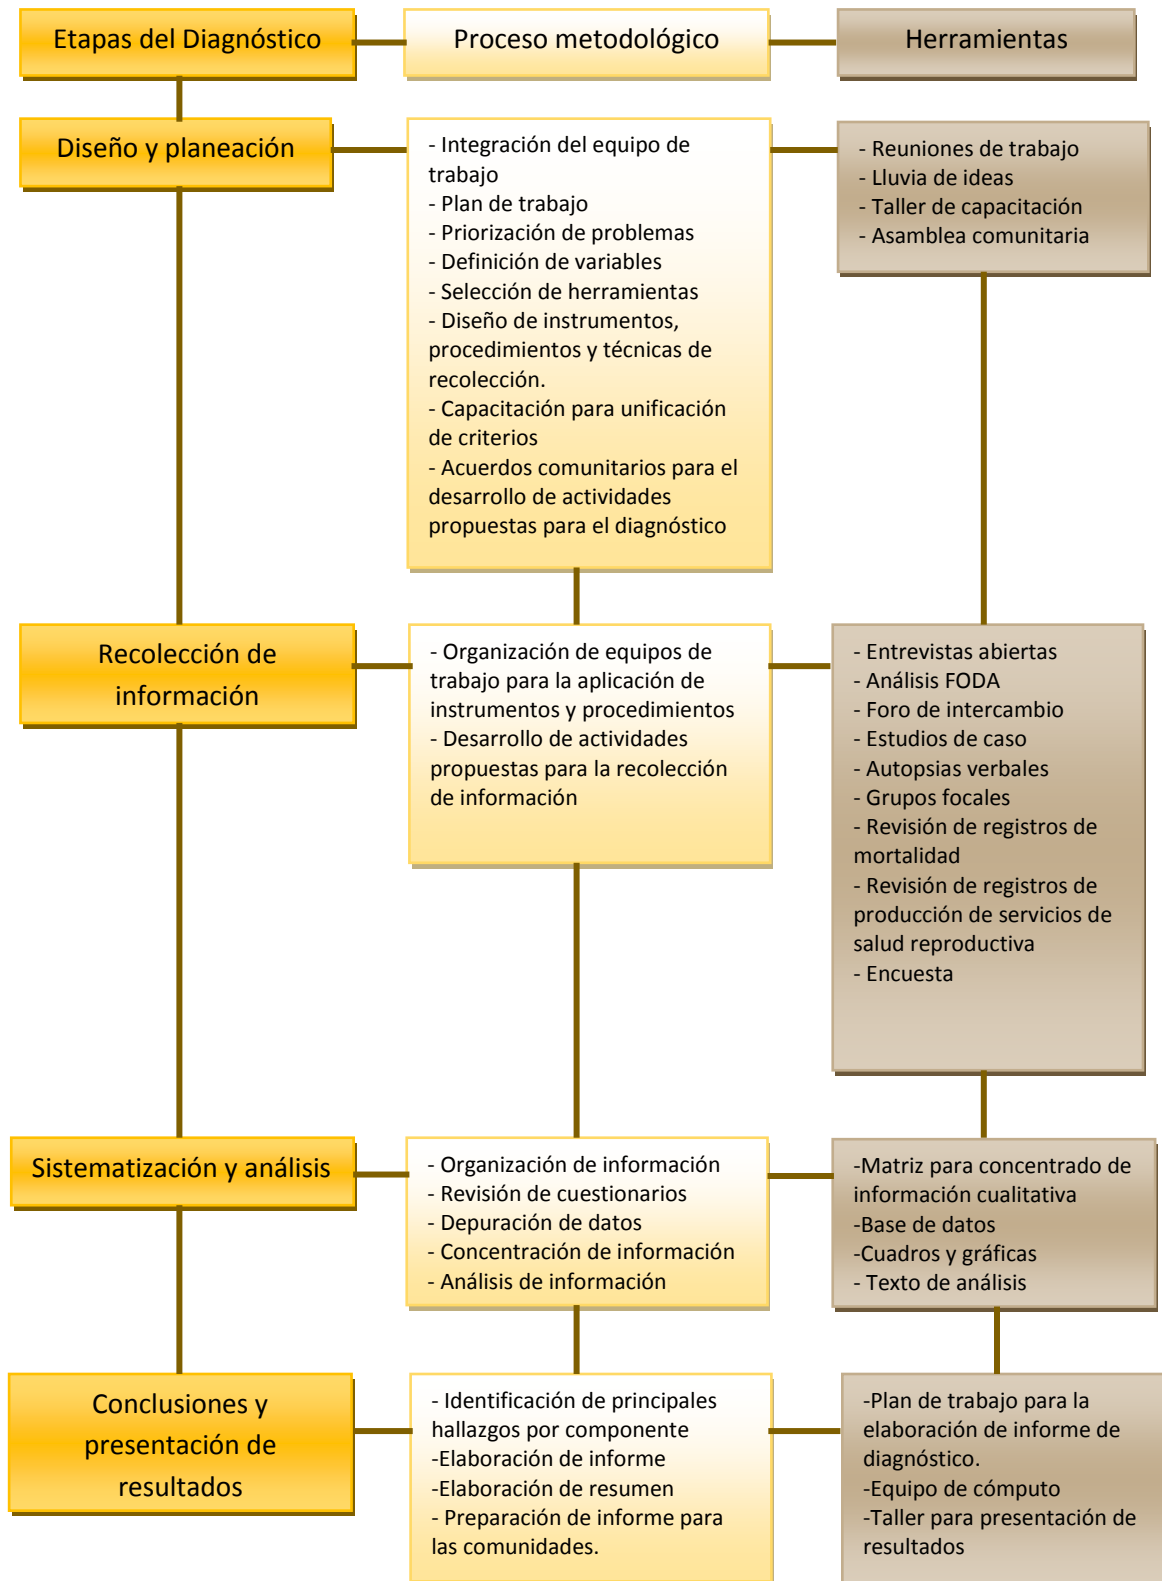 Etapas del Diagnóstico
Proceso metodológico
Herramientas
Diseño y planeación
- Integración del equipo de
trabajo
- Plan de trabajo
- Priorización de problemas
- Definición de variables
- Selección de herramientas
- Diseño de instrumentos,
procedimientos y técnicas de
recolección.
- Capacitación para unificación
de criterios
- Acuerdos comunitarios para el
desarrollo de actividades
propuestas para el diagnóstico
- Reuniones de trabajo
- Lluvia de ideas
- Taller de capacitación
- Asamblea comunitaria
Recolección de
información
- Organización de equipos de
trabajo para la aplicación de
instrumentos y procedimientos
- Desarrollo de actividades
propuestas para la recolección
de información
- Entrevistas abiertas
- Análisis FODA
- Foro de intercambio
- Estudios de caso
- Autopsias verbales
- Grupos focales
- Revisión de registros de
mortalidad
- Revisión de registros de
producción de servicios de
salud reproductiva
- Encuesta
Sistematización y análisis
- Organización de información
- Revisión de cuestionarios
- Depuración de datos
- Concentración de información
- Análisis de información
-Matriz para concentrado de
información cualitativa
-Base de datos
-Cuadros y gráficas
- Texto de análisis
Conclusiones y
presentación de
resultados
- Identificación de principales
hallazgos por componente
-Elaboración de informe
-Elaboración de resumen
- Preparación de informe para
las comunidades.
-Plan de trabajo para la
elaboración de informe de
diagnóstico.
-Equipo de cómputo
-Taller para presentación de
resultados